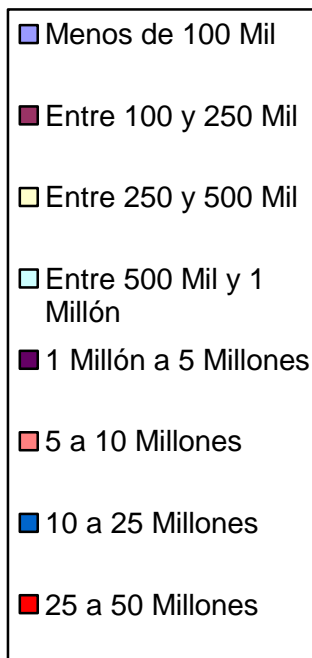 Menos de 100 Mil
Entre 100 y 250 Mil
Entre 250 y 500 Mil
Entre 500 Mil y 1
Millón
1 Millón a 5 Millones
5 a 10 Millones
10 a 25 Millones
25 a 50 Millones